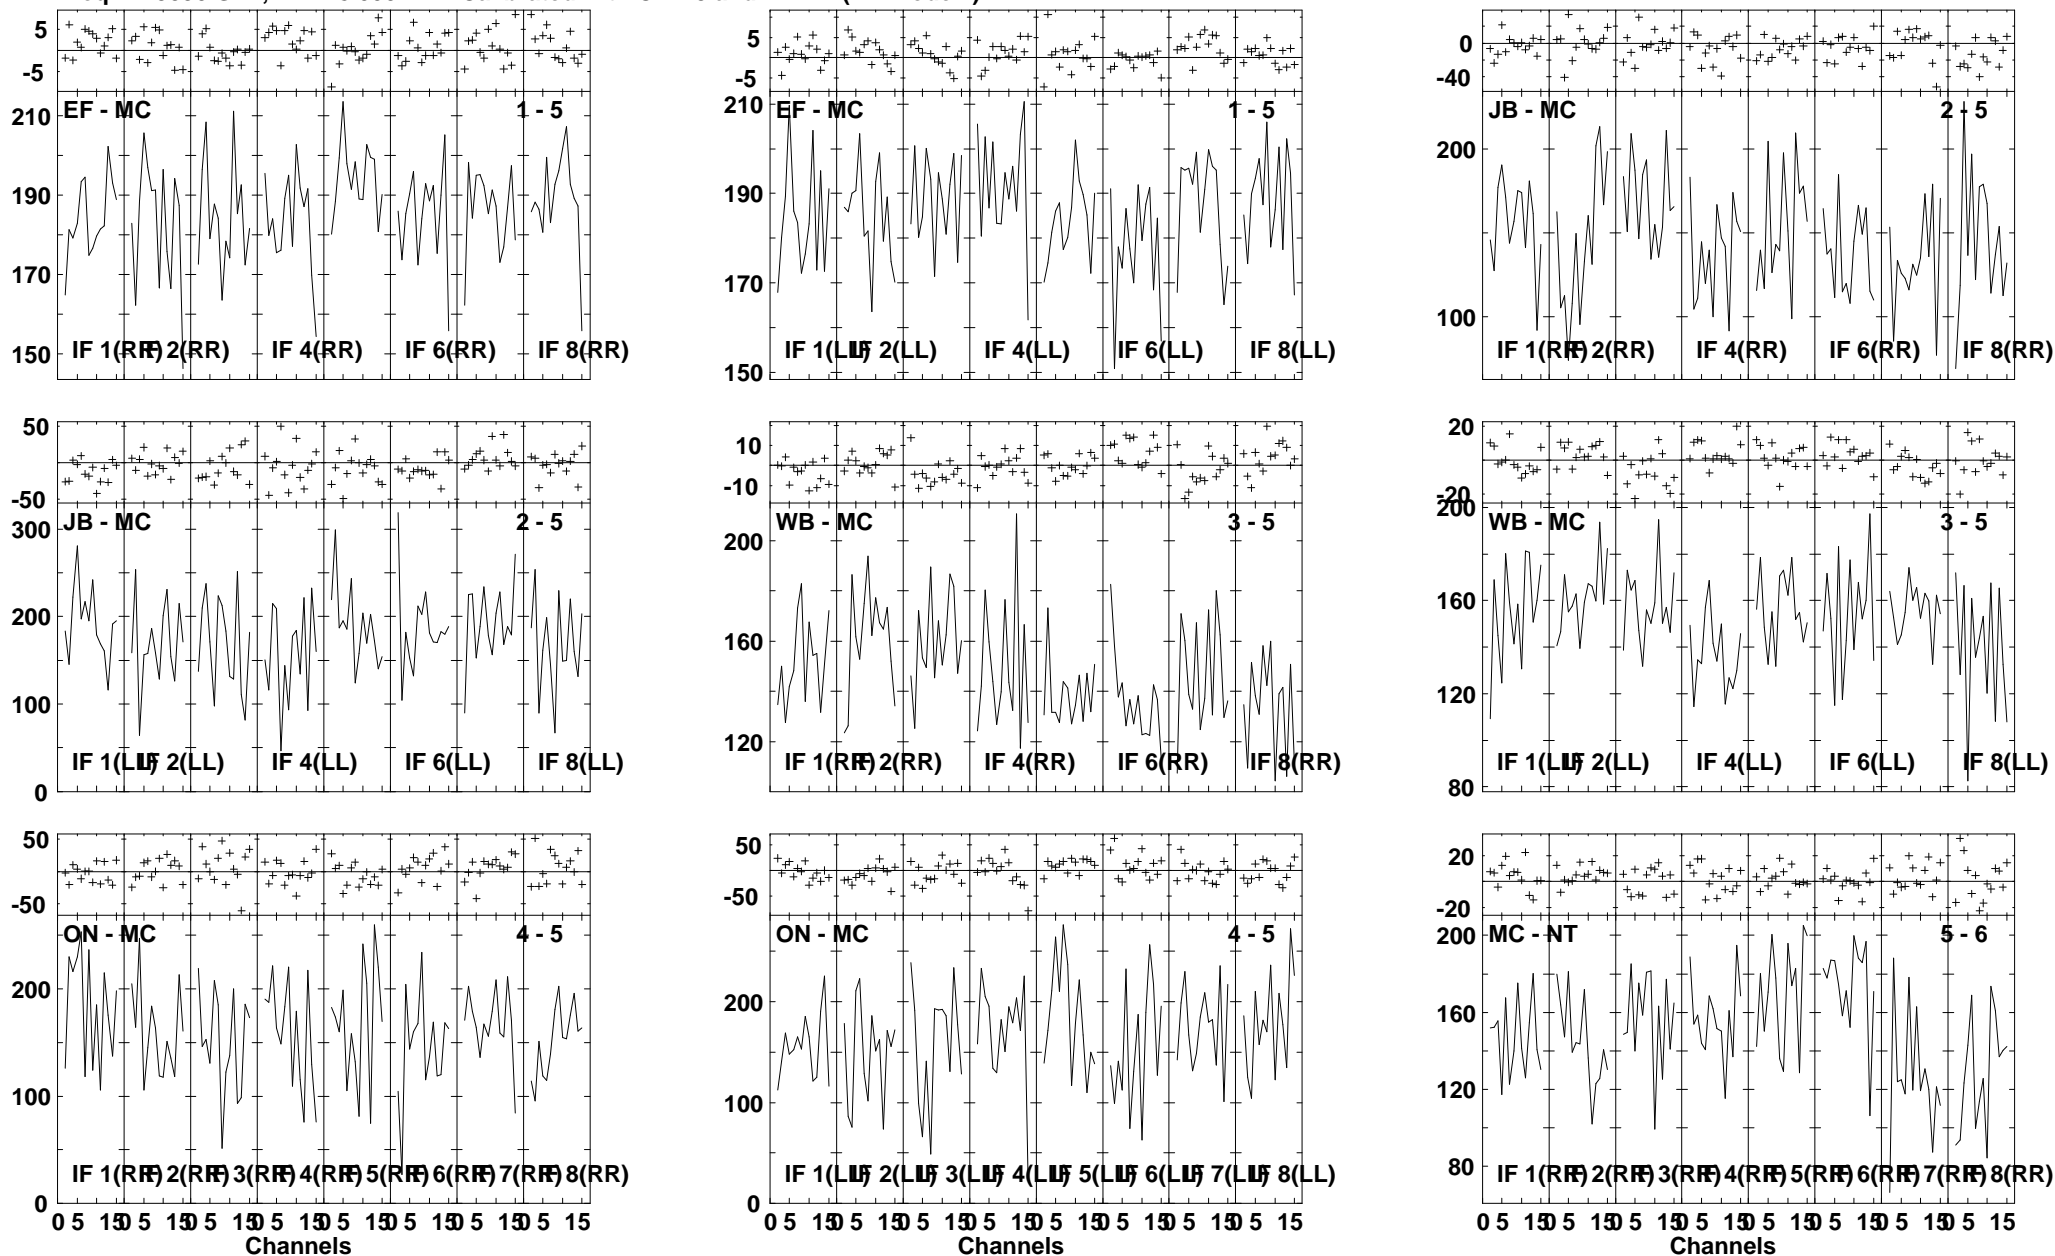 5
-5
EF - MC 1 - 5
210
190
170
150
IF 1(RR) IF 2(RR) IF 4(RR) IF 6(RR) IF 8(RR)
5
-5
EF - MC 1 - 5
210
190
170
150
IF 1(LL) IF 2(LL) IF 4(LL) IF 6(LL) IF 8(LL)
0
-40
JB - MC 2 - 5
200
100
IF 1(RR) IF 2(RR) IF 4(RR) IF 6(RR) IF 8(RR)
50
-50
JB - MC 2 - 5
300
200
100
0
IF 1(LL) IF 2(LL) IF 4(LL) IF 6(LL) IF 8(LL)
10
-10
WB - MC 3 - 5
200
160
120
IF 1(RR) IF 2(RR) IF 4(RR) IF 6(RR) IF 8(RR)
20
-20
WB - MC 3 - 5
200
160
120
80
IF 1(LL) IF 2(LL) IF 4(LL) IF 6(LL) IF 8(LL)
50
-50
ON - MC 4 - 5
200
100
0
IF 1(RR) IF 2(RR) IF 3(RR) IF 4(RR) IF 5(RR) IF 6(RR) IF 7(RR) IF 8(RR)
0 5 15 0 5 15 0 5 15 0 5 15 0 5 15 0 5 15 0 5 15 0 5 15
Channels
50
-50
ON - MC 4 - 5
200
100
0
IF 1(LL) IF 2(LL) IF 3(LL) IF 4(LL) IF 5(LL) IF 6(LL) IF 7(LL) IF 8(LL)
0 5 15 0 5 15 0 5 15 0 5 15 0 5 15 0 5 15 0 5 15 0 5 15
Channels
20
-20
MC - NT 5 - 6
200
160
120
80
IF 1(RR) IF 2(RR) IF 3(RR) IF 4(RR) IF 5(RR) IF 6(RR) IF 7(RR) IF 8(RR)
0 5 15 0 5 15 0 5 15 0 5 15 0 5 15 0 5 15 0 5 15 0 5 15
Channels